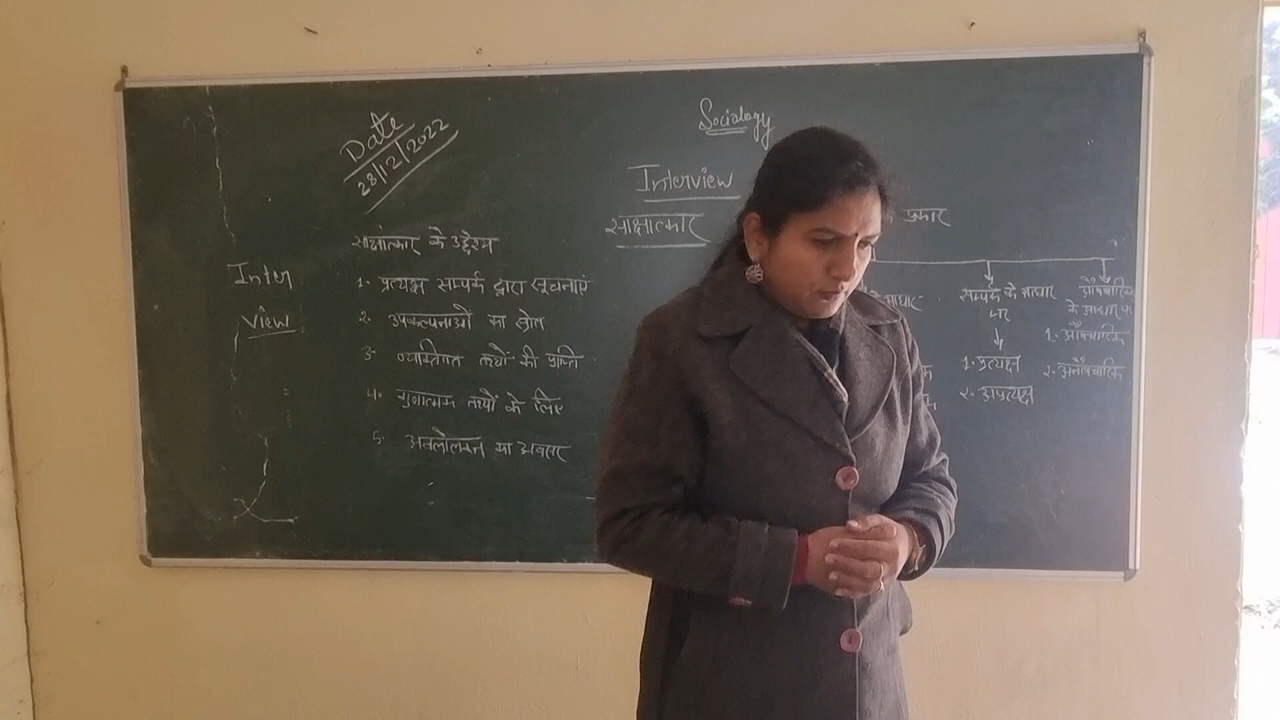 Sociology
Date
28/12/2022
Interview
साक्षात्कार
प्रकार
Inter
View
साक्षात्कार के उद्देश्य
1. प्रत्यक्ष सम्पर्क द्वारा सूचनाएं
2. उपकल्पनाओं का स्रोत
3. व्यक्तिगत तथ्यों की प्राप्ति
4. गुणात्मक तथ्यों के लिए
5. अवलोकन का अवसर
आधार
सम्पर्क के आधार
पर
1. प्रत्यक्ष
2. अप्रत्यक्ष
औपचारिक
के आधार पर
1. औपचारिक
2. अनौपचारिक